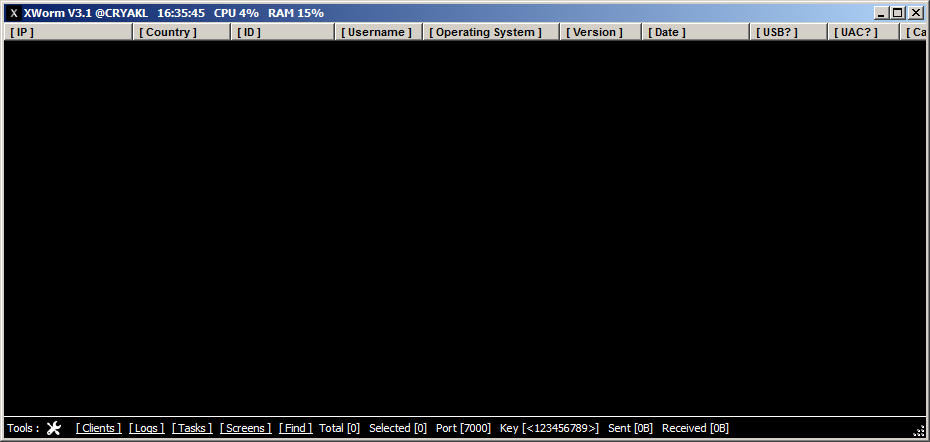 X XWorm V3.1 @CRYAKL 16:35:45 CPU 4% RAM 15%
[ IP ] [ Country ] [ ID ] [ Username ] [ Operating System ] [ Version ] [ Date ] [ USB? ] [ UAC? ] [ Ca
Tools : [ Clients ] [ Logs ] [ Tasks ] [ Screens ] [ Find ] Total [0] Selected [0] Port [7000] Key [<123456789>] Sent [0B] Received [0B]